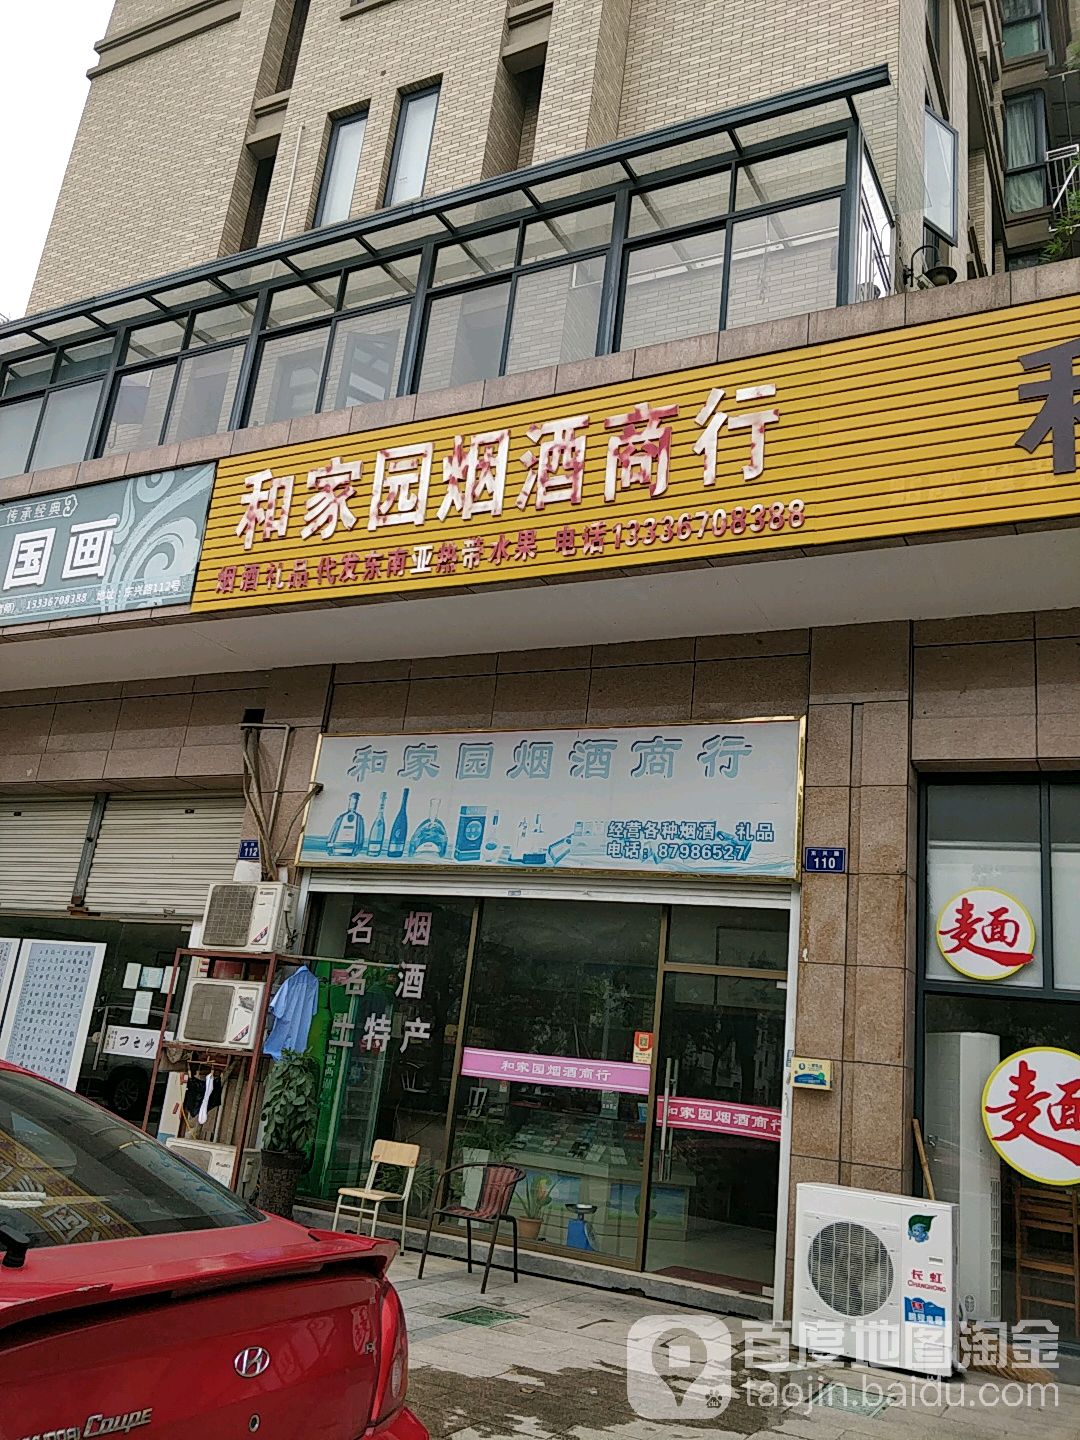 传承经典
国画
13336708388 地址：东兴路112号
和家园烟酒商行
烟酒礼品代发东南亚热带水果 电话13336708388
和家园烟酒商行
经营各种烟酒、礼品
电话：87986527
112
110
名烟
名酒
土特产
和家园烟酒商行
和家园烟酒商行
麺
麺
长虹
CHANGHONG
Coupe
百度地图淘金
taojin.baidu.com